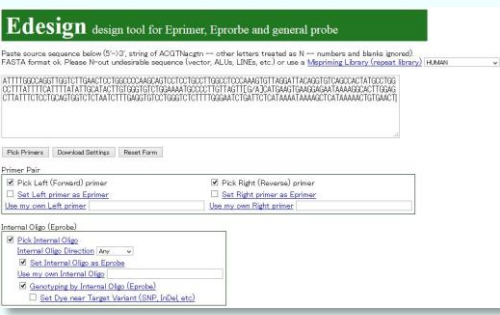 Edesign design tool for Eprimer, Eprorbe and general probe
Paste source sequence below (5'->3', string of ACGTNacgtn -- other letters treated as N -- numbers and blanks ignored).
FASTA format ok. Please N-out undesirable sequence (vector, ALUs, LINEs, etc.) or use a Mispriming Library (repeat library) HUMAN
Pick Primers Download Settings Reset Form
Primer Pair
Pick Left (Forward) primer Pick Right (Reverse) primer
Set Left primer as Eprimer Set Right primer as Eprimer
Use my own Left primer Use my own Right primer
Internal Oligo (Eprobe)
Pick Internal Oligo
Internal Oligo Direction Any
Set Internal Oligo as Eprobe
Use my own Internal Oligo
Genotyping by Internal Oligo (Eprobe)
Set Dye near Target Variant (SNP, InDel, etc)